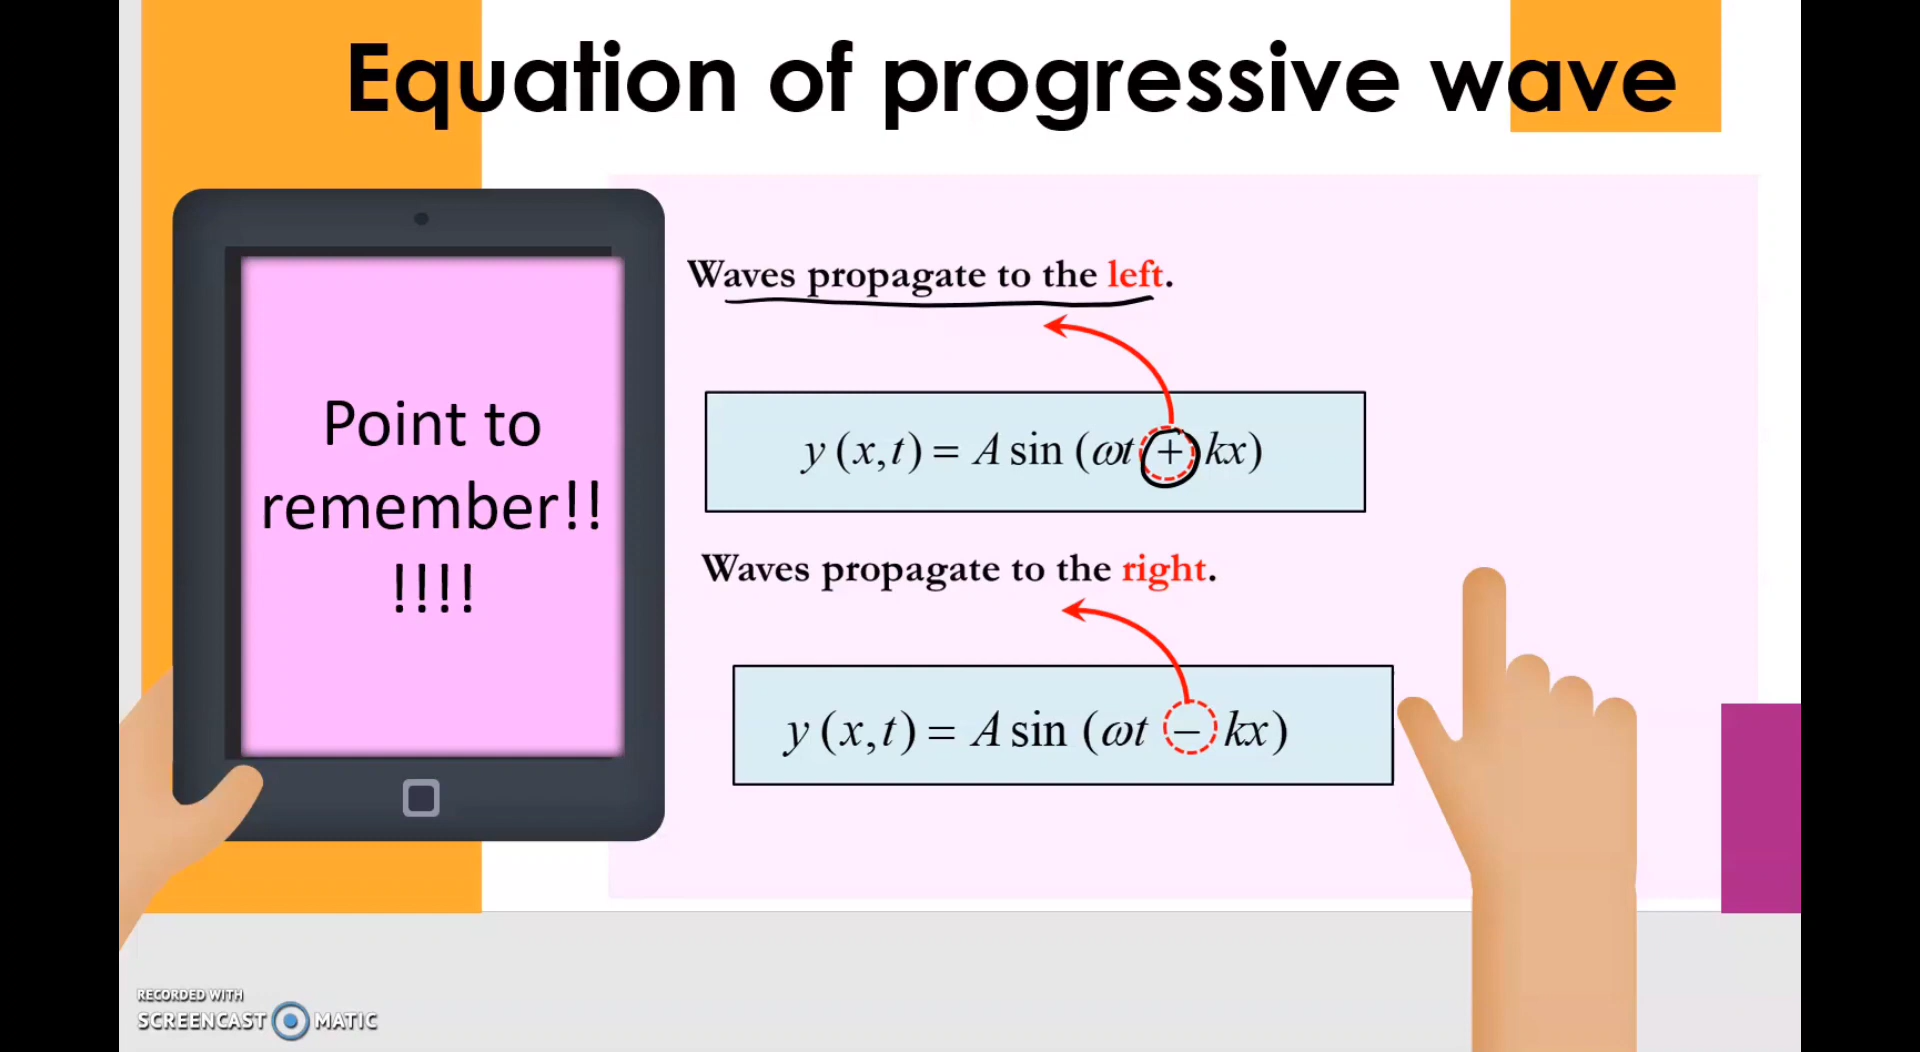 Equation of progressive wave
Point to
remember!!
!!!!
Waves propagate to the left.
y (x,t) = A sin (ωt + kx)
Waves propagate to the right.
y (x,t) = A sin (ωt − kx)
RECORDED WITH
SCREENCAST MATIC